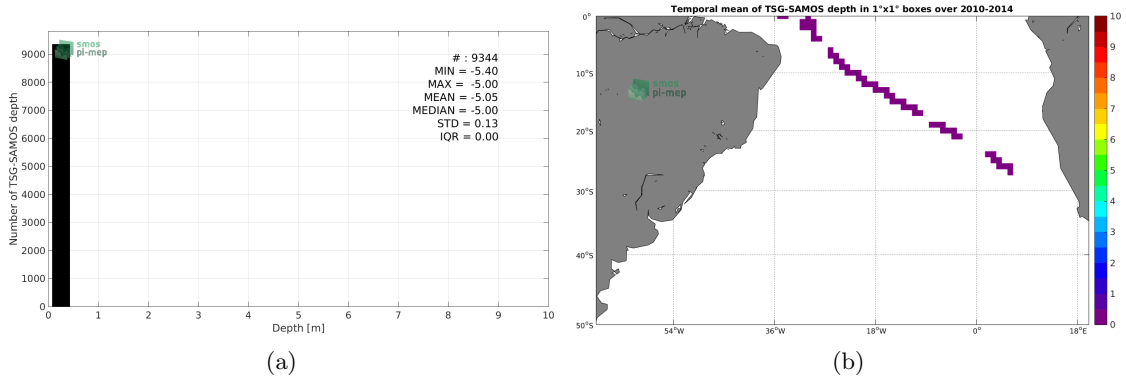 smos
pi-mep
# : 9344
MIN = -5.40
MAX = -5.00
MEAN = -5.05
MEDIAN = -5.00
STD = 0.13
IQR = 0.00
Number of TSG-SAMOS depth
9000
8000
7000
6000
5000
4000
3000
2000
1000
0
0 1 2 3 4 5 6 7 8 9 10
Depth [m]
(a)
Temporal mean of TSG-SAMOS depth in 1°x1° boxes over 2010-2014
smos
pi-mep
0°
10°S
20°S
30°S
40°S
50°S
54°W 36°W 18°W 0° 18°E
10
9
8
7
6
5
4
3
2
1
0
(b)